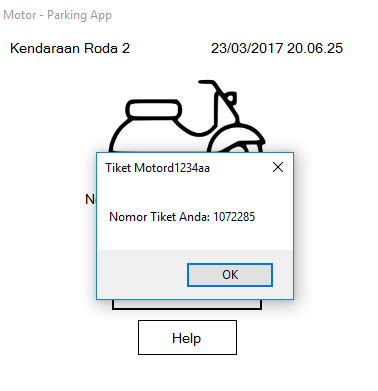 Motor - Parking App
Kendaraan Roda 2 23/03/2017 20.06.25
Tiket Motord1234aa
Nomor Tiket Anda: 1072285
OK
Help